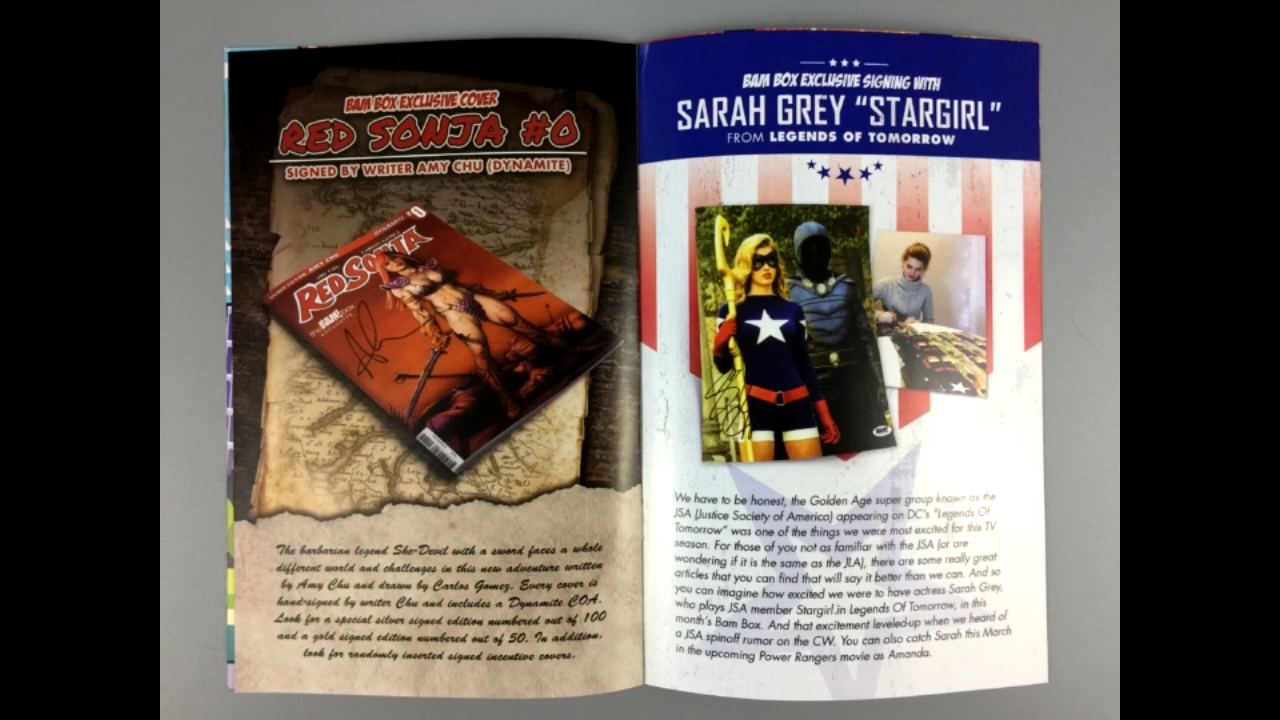 BAM BOX EXCLUSIVE COVER
RED SONJA #0
SIGNED BY WRITER AMY CHU (DYNAMITE)
DYNAMITE #0
RED SONJA
BAM!
The barbarian legend She-Devil with a sword faces a whole
different world and challenges in this new adventure written
by Amy Chu and drawn by Carlos Gomez. Every cover is
hand-signed by writer Chu and includes a Dynamite COA.
Look for a special silver signed edition numbered out of 100
and a gold signed edition numbered out of 50. In addition,
look for randomly inserted signed incentive covers.
BAM BOX EXCLUSIVE SIGNING WITH
SARAH GREY "STARGIRL"
FROM LEGENDS OF TOMORROW
We have to be honest, the Golden Age super group known as the
JSA (Justice Society of America) appearing on DC's "Legends Of
Tomorrow" was one of the things we were most excited for this TV
season. For those of you not as familiar with the JSA (or are
wondering if it is the same as the JLA), there are some really great
articles that you can find that will say it better than we can. And so
you can imagine how excited we were to have actress Sarah Grey,
who plays JSA member Stargirl in Legends Of Tomorrow, in this
month's Bam Box. And that excitement leveled-up when we heard of
a JSA spinoff rumor on the CW. You can also catch Sarah this March
in the upcoming Power Rangers movie as Amanda.